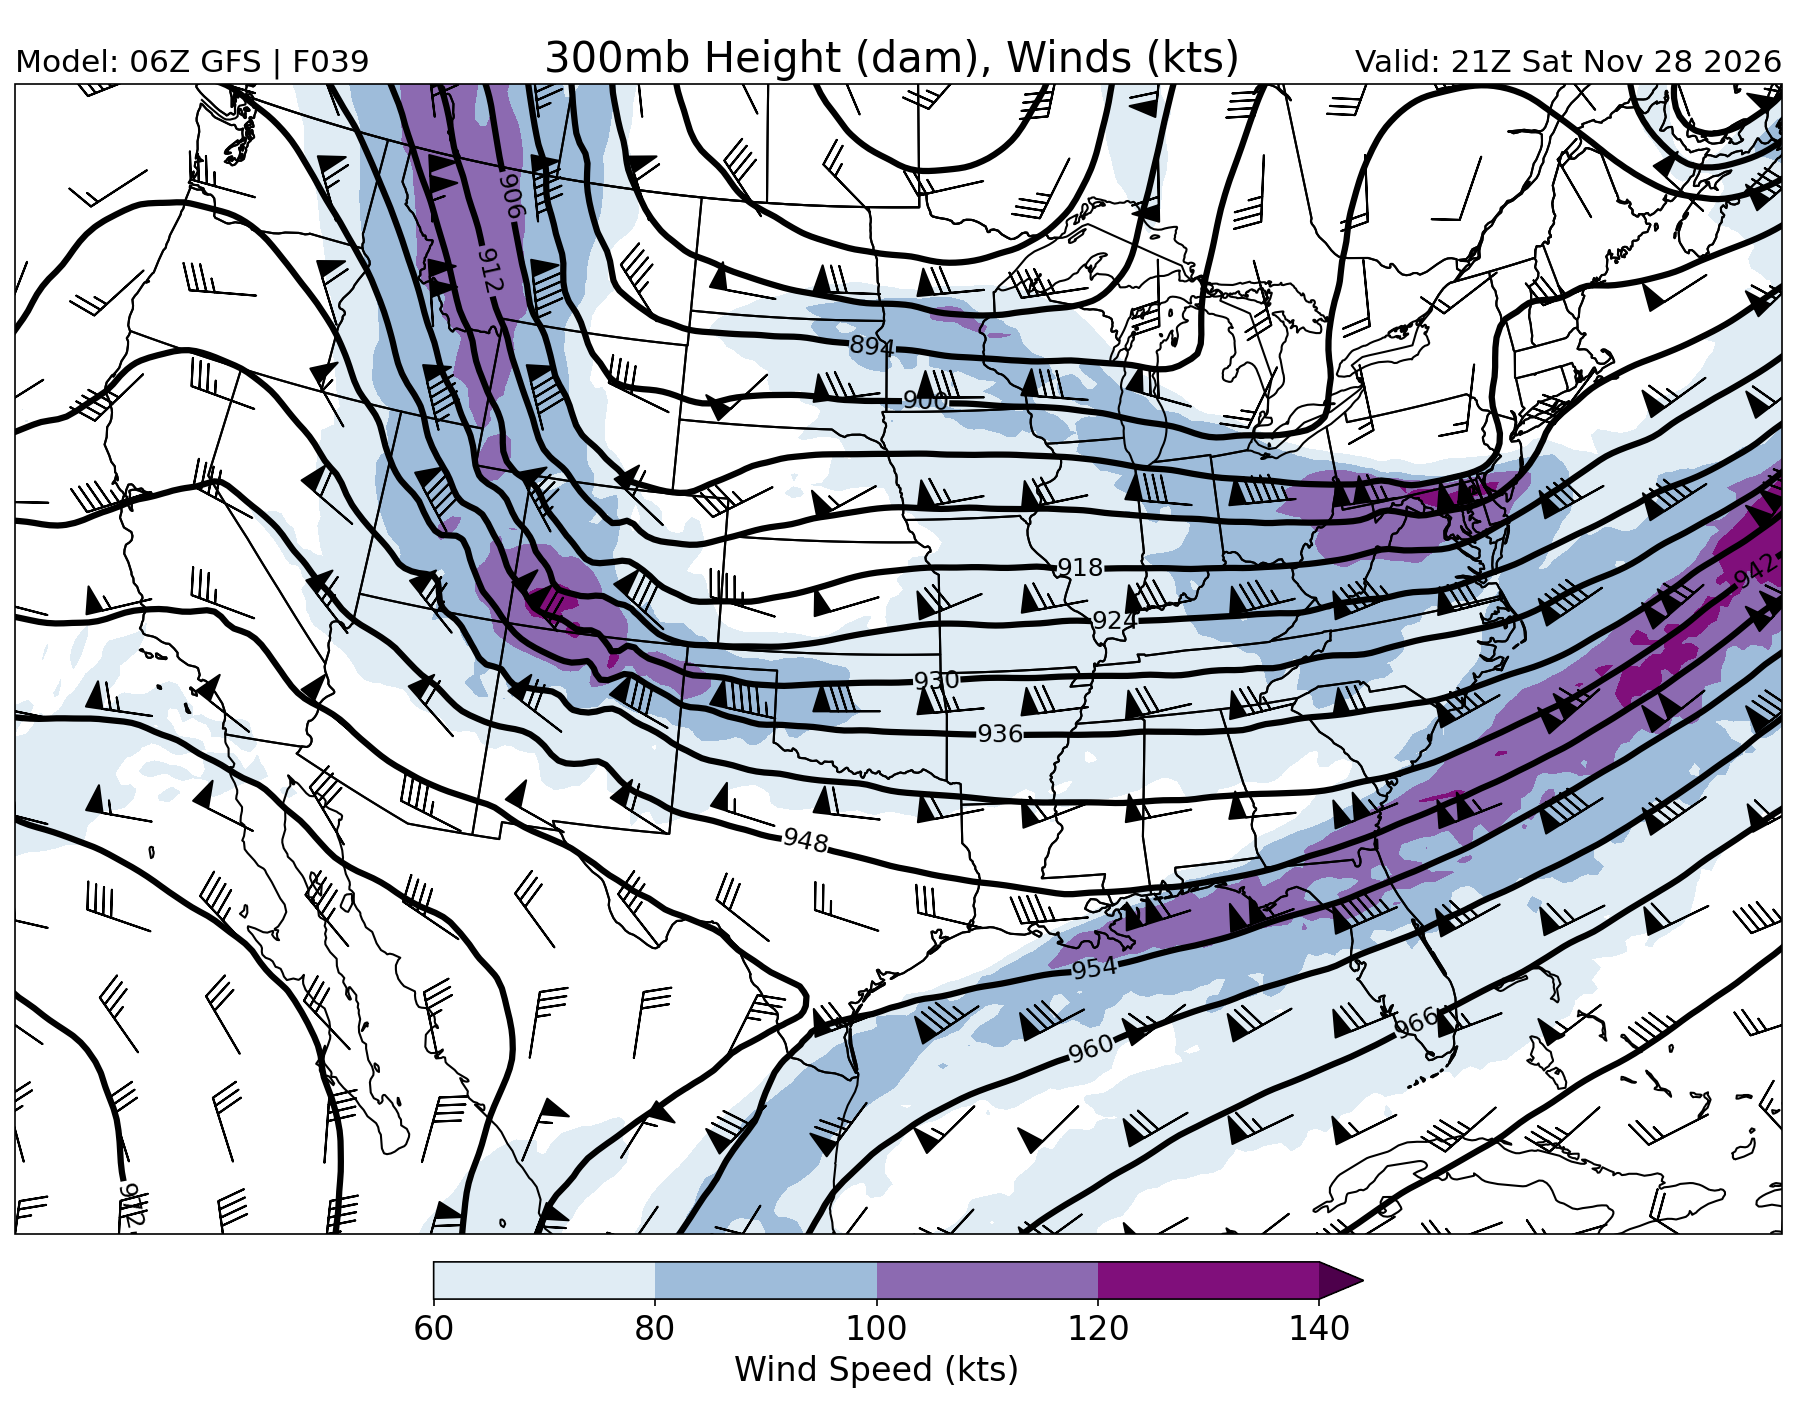 Model: 06Z GFS | F039
300mb Height (dam), Winds (kts)
Valid: 21Z Sat Nov 28 2026
906
912
894
900
918
942
924
930
936
948
954
966
960
972
60 80 100 120 140
Wind Speed (kts)